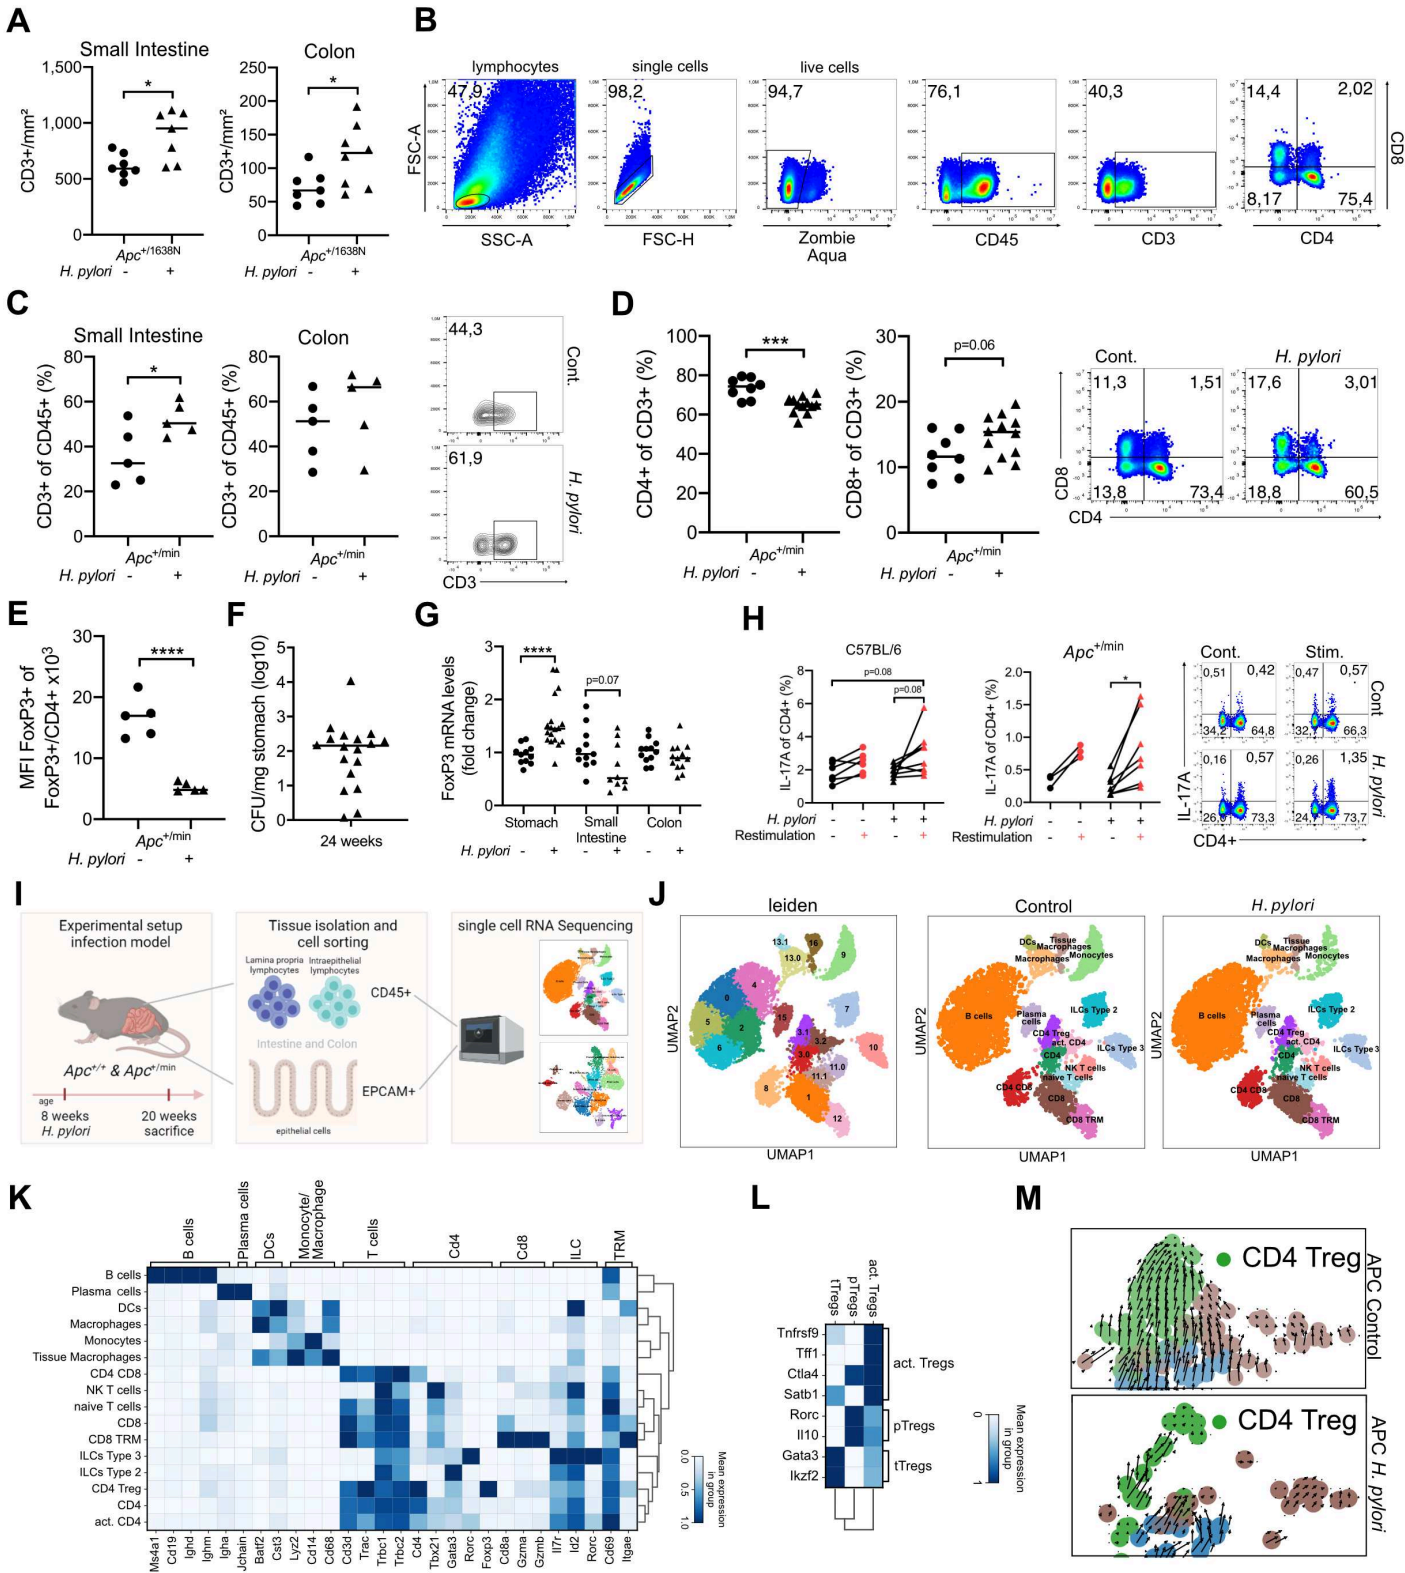 A
Small Intestine
Colon
CD3+/mm²
1,500
1,000
500
0
*
CD3+/mm²
250
200
150
100
50
0
*
Apc+/1638N
Apc+/1638N
H. pylori - +
- +
B
lymphocytes
single cells
live cells
47,9
98,2
94,7
76,1
40,3
14,4
2,02
8,17
75,4
FSC-A
CD8
SSC-A
FSC-H
Zombie
Aqua
CD45
CD3
CD4
C
Small Intestine
Colon
CD3+ of CD45+ (%)
80
60
40
20
0
*
CD3+ of CD45+ (%)
80
60
40
20
0
Apc+/min
Apc+/min
H. pylori - +
- +
44,3
Cont.
61,9
H. pylori
CD3
D
CD4+ of CD3+ (%)
100
80
60
40
20
0
***
CD8+ of CD3+ (%)
30
20
10
0
p=0.06
Apc+/min
Apc+/min
H. pylori - +
- +
Cont.
H. pylori
11,3
1,51
13,8
73,4
17,6
3,01
18,8
60,5
CD8
CD4
E
MFI FoxP3+ of
FoxP3+/CD4+ x10³
30
20
10
0
****
Apc+/min
H. pylori - +
F
CFU/mg stomach (log10)
5
4
3
2
1
0
24 weeks
G
FoxP3 mRNA levels
(fold change)
3
2
1
0
****
p=0.07
Stomach
Small
Intestine
Colon
H. pylori - + - + - +
H
C57BL/6
Apc+/min
IL-17A of CD4+ (%)
8
6
4
2
0
p=0.08
p=0.08
IL-17A of CD4+ (%)
2.0
1.5
1.0
0.5
0.0
*
H. pylori - - + +
Restimulation - + - +
H. pylori - - + +
Restimulation - + - +
Cont.
Stim.
0,51
0,42
34,2
64,8
0,47
0,57
66,3
Cont
0,16
0,57
73,3
0,26
1,35
73,7
H. pylori
IL-17A
CD4+
I
Experimental setup
infection model
Apc+/+ & Apc+/min
age
8 weeks
H. pylori
20 weeks
sacrifice
Tissue isolation and
cell sorting
Lamina propria
lymphocytes
Intraepithelial
lymphocytes
CD45+
Intestine and Colon
EPCAM+
epithelial cells
single cell RNA Sequencing
J
leiden
Control
H. pylori
13.1
16
13.0
9
4
0
7
5
2
15
6
3.1
3.2
10
3.0
11.0
11.1
8
1
12
UMAP2
UMAP1
DCs
Tissue
Macrophages
Macrophages
Monocytes
B cells
Plasma
cells
ILCs Type 2
CD4 Treg
act. CD4
ILCs Type 3
CD4
NK T cells
naive T cells
CD4 CD8
CD8
CD8 TRM
UMAP2
UMAP1
DCs
Tissue
Macrophages
Macrophages
Monocytes
B cells
Plasma
cells
ILCs Type 2
CD4 Treg
act. CD4
ILCs Type 3
CD4
NK T cells
naive T cells
CD4 CD8
CD8
CD8 TRM
UMAP2
UMAP1
K
B cells
Plasma cells
DCs
Monocyte/
Macrophage
T cells
Cd4
Cd8
ILC
TRM
B cells
Plasma cells
DCs
Macrophages
Monocytes
Tissue Macrophages
CD4 CD8
NK T cells
naive T cells
CD8
CD8 TRM
ILCs Type 3
ILCs Type 2
CD4 Treg
CD4
act. CD4
Ms4a1
Cd19
Ighd
Ighm
Igha
Jchain
Batf2
Cst3
Lyz2
Cd14
Cd68
Cd3d
Trac
Trbc1
Trbc2
Cd4
Tbx21
Gata3
Rorc
Foxp3
Cd8a
Gzma
Gzmb
Il7r
Id2
Rorc
Cd69
Itgae
0.0
0.5
1.0
Mean expression
in group
L
tTregs
pTregs
act. Tregs
Tnfrsf9
Tff1
Ctla4
Satb1
Rorc
Il10
Gata3
Ikzf2
act. Tregs
pTregs
tTregs
0
1
Mean expression
in group
M
CD4 Treg
APC Control
CD4 Treg
APC H. pylori